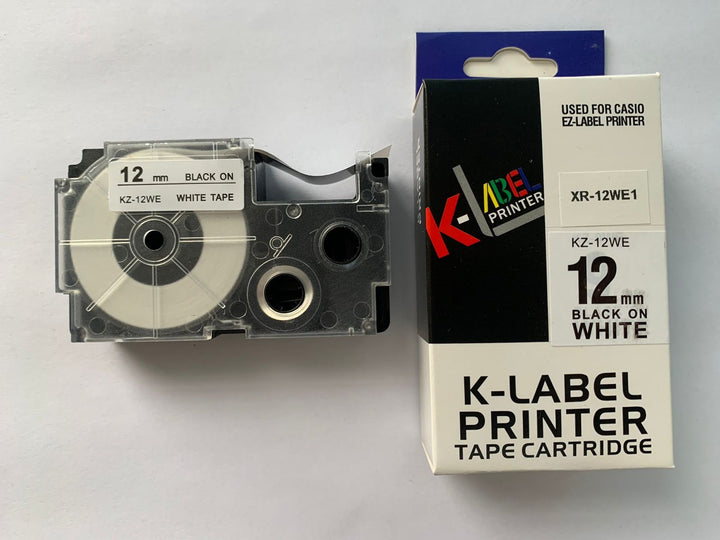 12 mm BLACK ON
KZ-12WE WHITE TAPE
USED FOR CASIO
EZ-LABEL PRINTER
K-LABEL
PRINTER
XR-12WE1
KZ-12WE
12mm
BLACK ON
WHITE
K-LABEL
PRINTER
TAPE CARTRIDGE